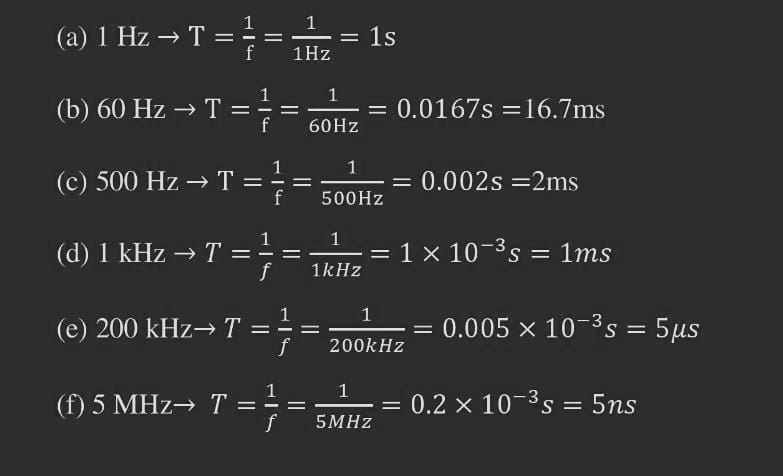 (a) 1 Hz → T = 1/f = 1/1Hz = 1s
(b) 60 Hz → T = 1/f = 1/60Hz = 0.0167s =16.7ms
(c) 500 Hz → T = 1/f = 1/500Hz = 0.002s =2ms
(d) 1 kHz → T = 1/f = 1/1kHz = 1 × 10⁻³s = 1ms
(e) 200 kHz→ T = 1/f = 1/200kHz = 0.005 × 10⁻³s = 5μs
(f) 5 MHz→ T = 1/f = 1/5MHz = 0.2 × 10⁻³s = 5ns